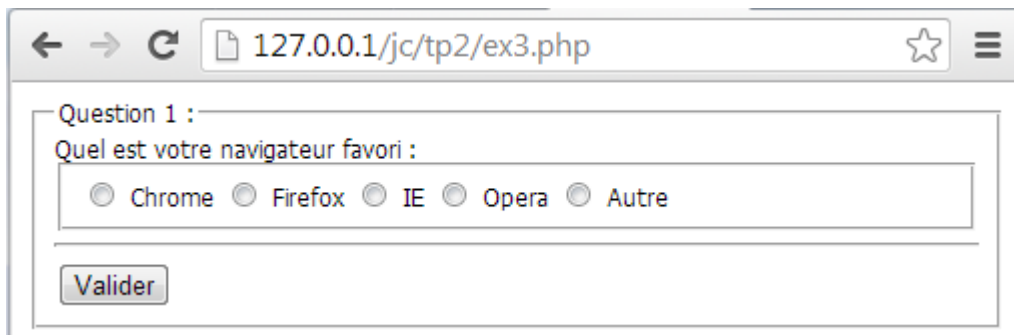 127.0.0.1/jc/tp2/ex3.php
Question 1 :
Quel est votre navigateur favori :
Chrome Firefox IE Opera Autre
Valider